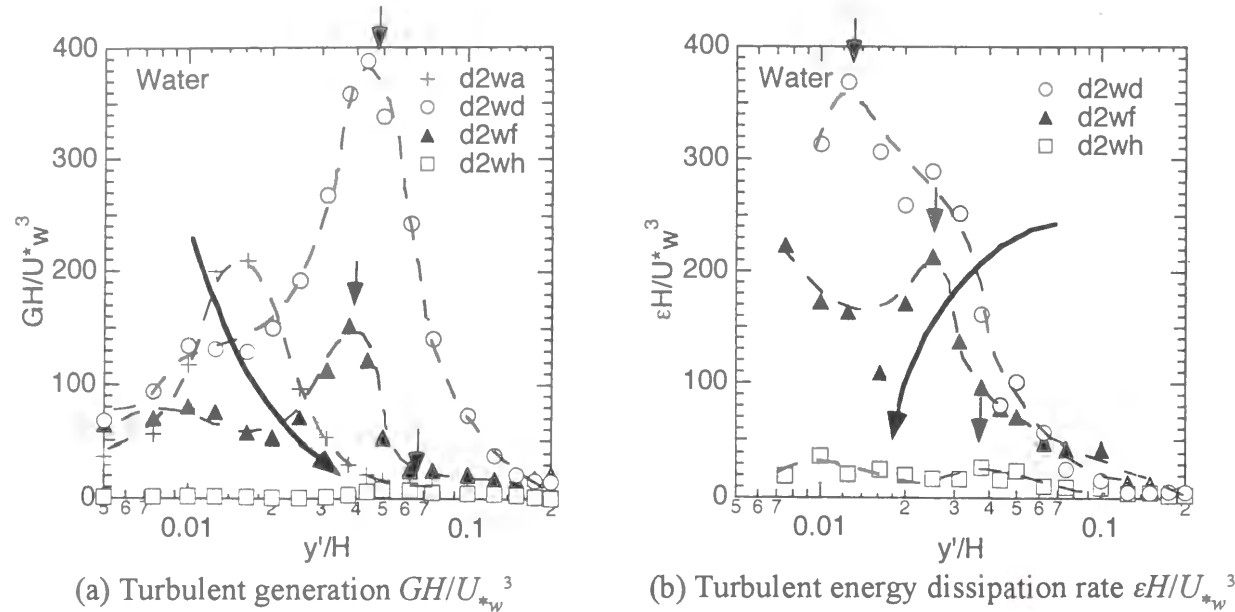 400
300
200
100
0
GH/U*w³
Water
d2wa
d2wd
d2wf
d2wh
5 6 7 2 3 4 5 6 7 2
0.01 0.1
y'/H
(a) Turbulent generation GH/U*w³
400
300
200
100
0
εH/U*w³
Water
d2wd
d2wf
d2wh
5 6 7 2 3 4 5 6 7 2
0.01 0.1
y'/H
(b) Turbulent energy dissipation rate εH/U*w³